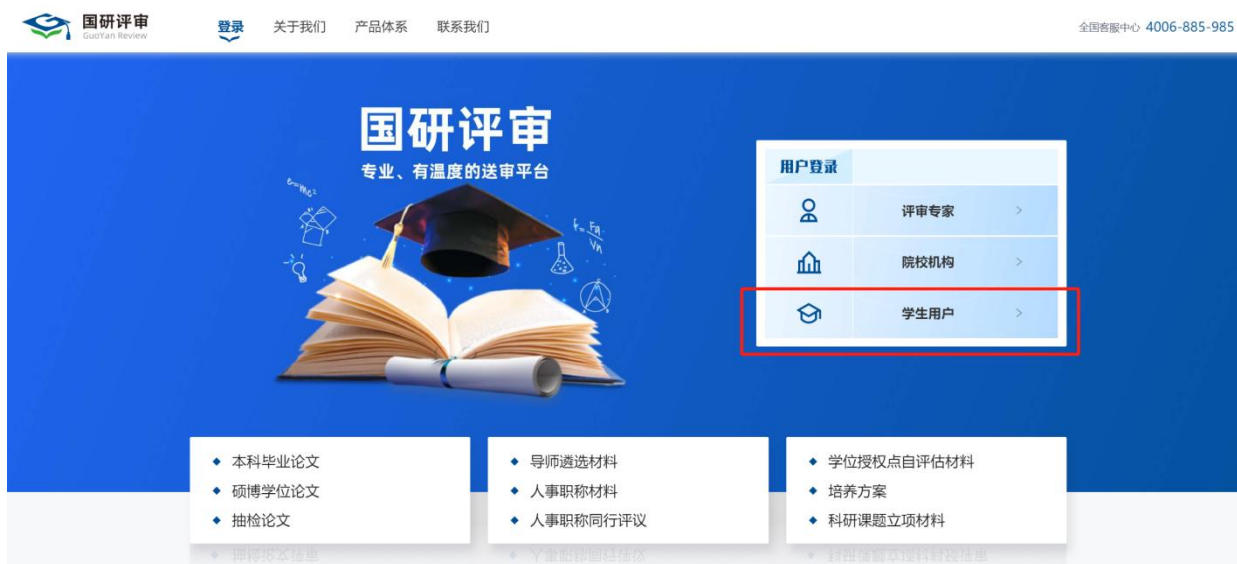 国研评审
GuoYan Review
登录 关于我们 产品体系 联系我们
全国客服中心 4006-885-985
国研评审
专业、有温度的送审平台
e=mc²
用户登录
评审专家
院校机构
学生用户
本科毕业论文
硕博学位论文
抽检论文
导师遴选材料
人事职称材料
人事职称同行评议
学位授权点自评估材料
培养方案
科研课题立项材料